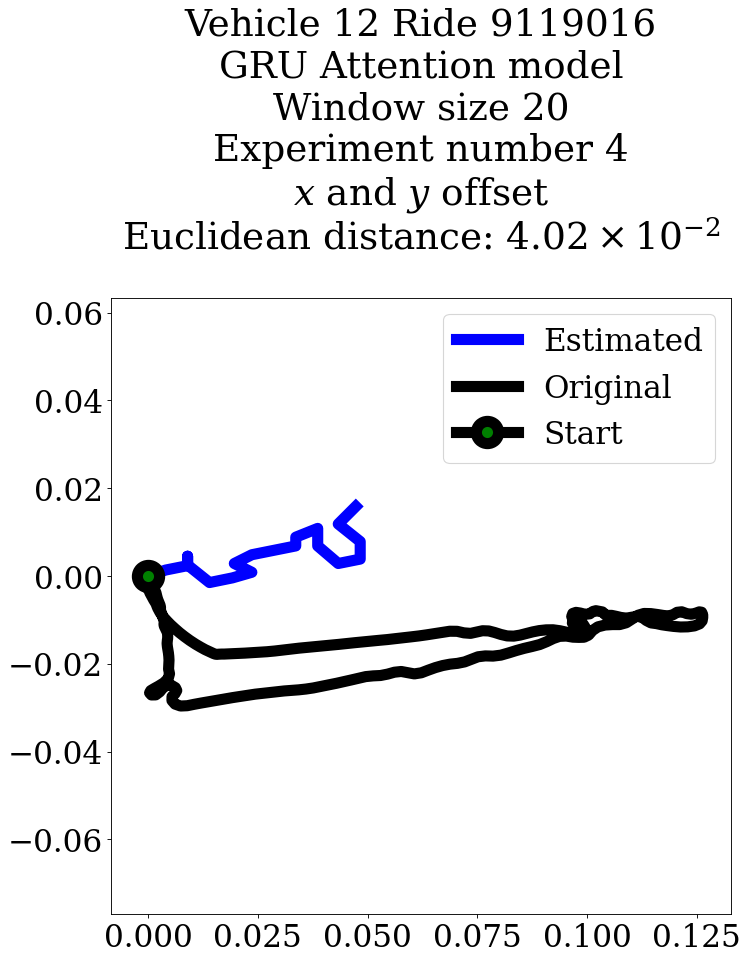 Vehicle 12 Ride 9119016
GRU Attention model
Window size 20
Experiment number 4
x and y offset
Euclidean distance: 4.02 × 10⁻²
Estimated
Original
Start
0.06
0.04
0.02
0.00
−0.02
−0.04
−0.06
0.000 0.025 0.050 0.075 0.100 0.125